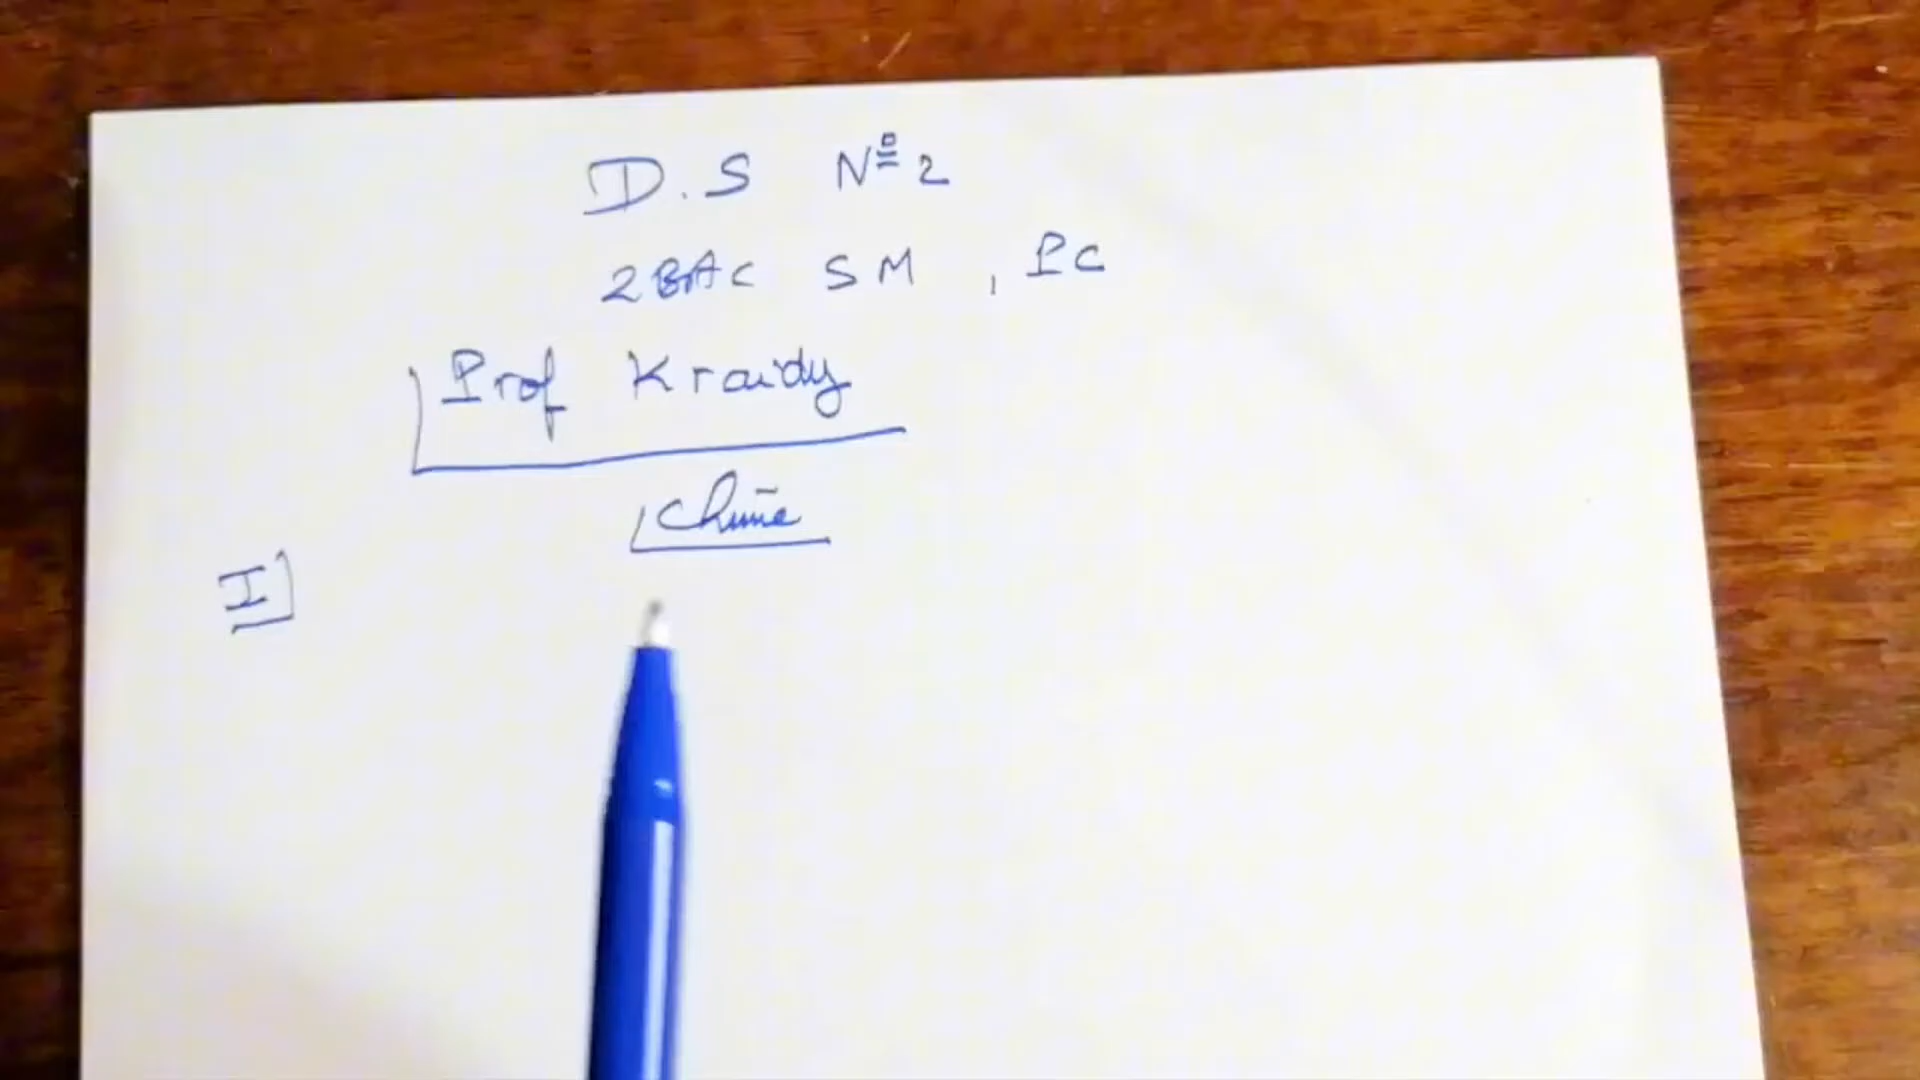 D.S N° 2
2BAC SM , PC
Prof Kraidy
Chimie
I]